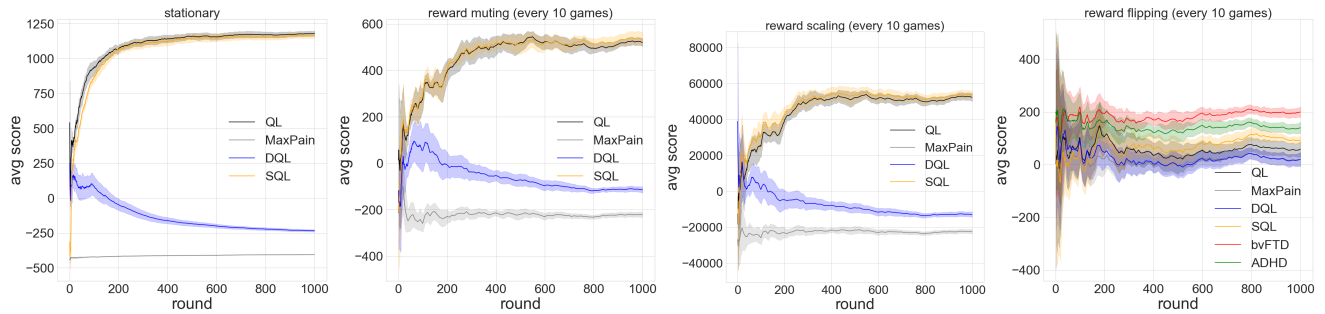 stationary
1250
1000
750
500
250
0
−250
−500
avg score
QL
MaxPain
DQL
SQL
0 200 400 600 800 1000
round
reward muting (every 10 games)
600
400
200
0
−200
−400
avg score
QL
MaxPain
DQL
SQL
0 200 400 600 800 1000
round
reward scaling (every 10 games)
80000
60000
40000
20000
0
−20000
−40000
avg score
QL
MaxPain
DQL
SQL
0 200 400 600 800 1000
round
reward flipping (every 10 games)
400
200
0
−200
−400
avg score
QL
MaxPain
DQL
SQL
bvFTD
ADHD
0 200 400 600 800 1000
round